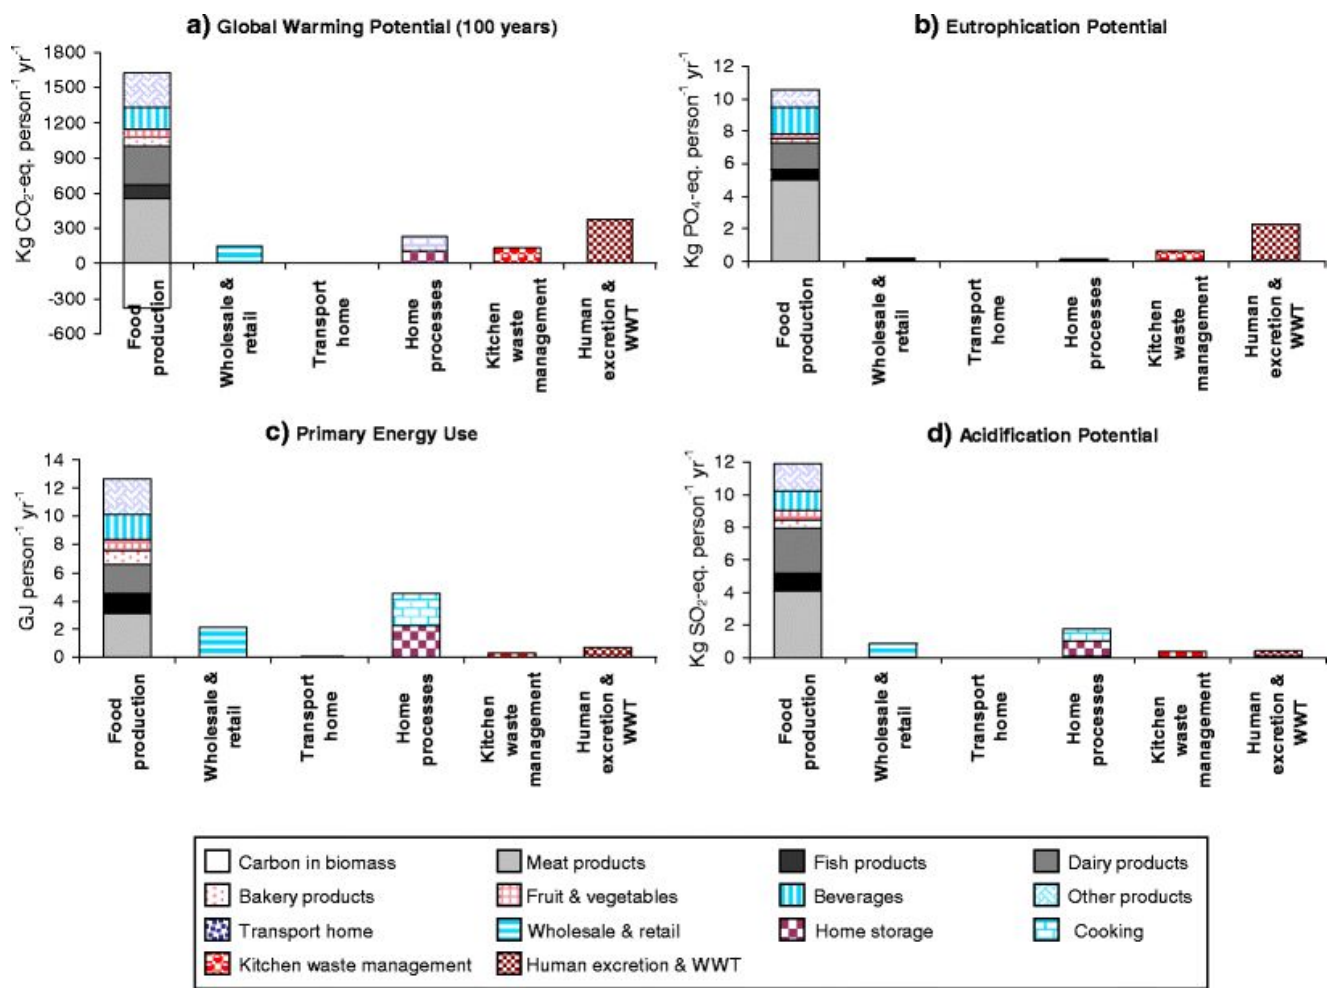 a) Global Warming Potential (100 years)
Kg CO₂-eq. person⁻¹ yr⁻¹
1800
1500
1200
900
600
300
0
-300
-600
Food
production
Wholesale &
retail
Transport
home
Home
processes
Kitchen
waste
management
Human
excretion &
WWT
b) Eutrophication Potential
Kg PO₄-eq. person⁻¹ yr⁻¹
12
10
8
6
4
2
0
Food
production
Wholesale &
retail
Transport
home
Home
processes
Kitchen
waste
management
Human
excretion &
WWT
c) Primary Energy Use
GJ person⁻¹ yr⁻¹
14
12
10
8
6
4
2
0
Food
production
Wholesale &
retail
Transport
home
Home
processes
Kitchen
waste
management
Human
excretion &
WWT
d) Acidification Potential
Kg SO₂-eq. person⁻¹ yr⁻¹
12
10
8
6
4
2
0
Food
production
Wholesale &
retail
Transport
home
Home
processes
Kitchen
waste
management
Human
excretion &
WWT
Carbon in biomass
Meat products
Fish products
Dairy products
Bakery products
Fruit & vegetables
Beverages
Other products
Transport home
Wholesale & retail
Home storage
Cooking
Kitchen waste management
Human excretion & WWT